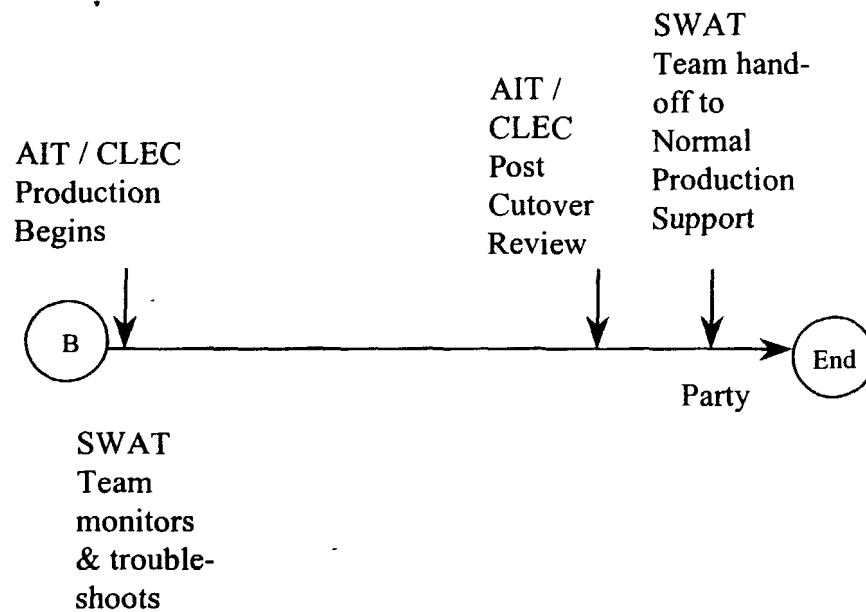 SWAT
Team hand-
off to
Normal
Production
Support
AIT /
CLEC
Post
Cutover
Review
AIT / CLEC
Production
Begins
B
End
Party
SWAT
Team
monitors
& trouble-
shoots